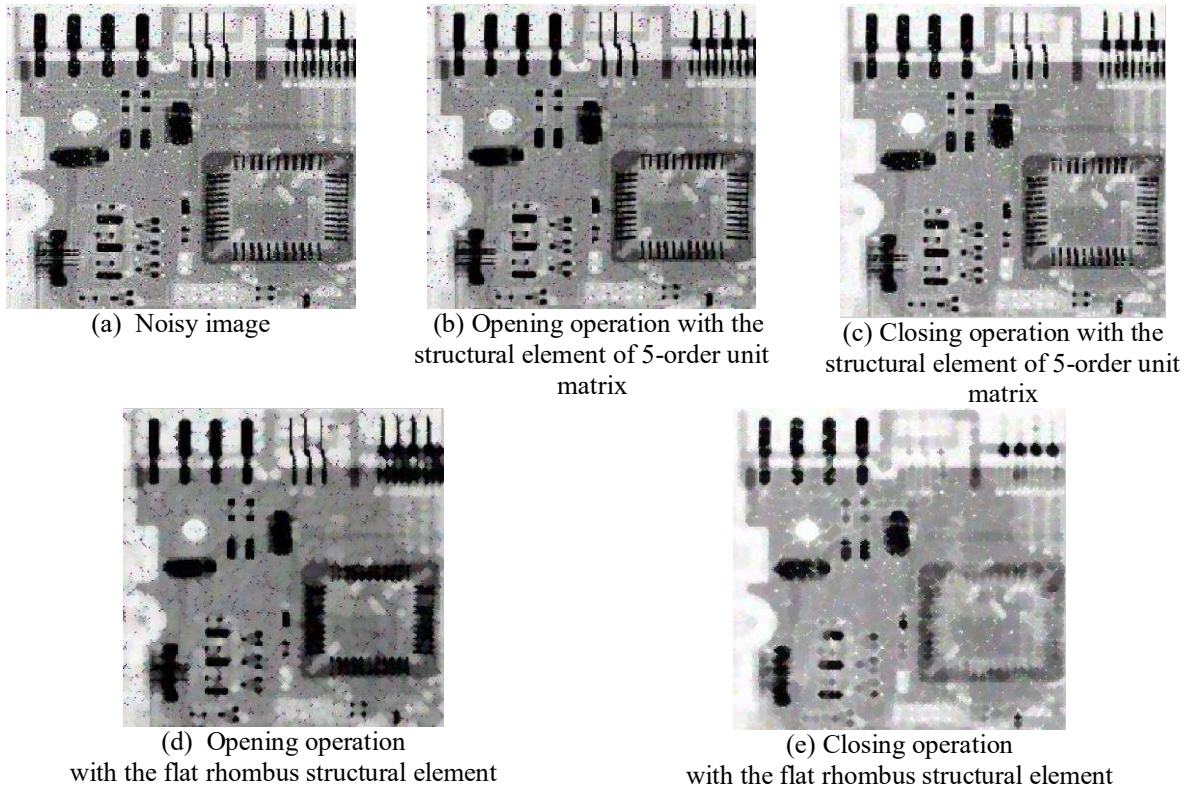 (a) Noisy image
(b) Opening operation with the
structural element of 5-order unit
matrix
(c) Closing operation with the
structural element of 5-order unit
matrix
(d) Opening operation
with the flat rhombus structural element
(e) Closing operation
with the flat rhombus structural element